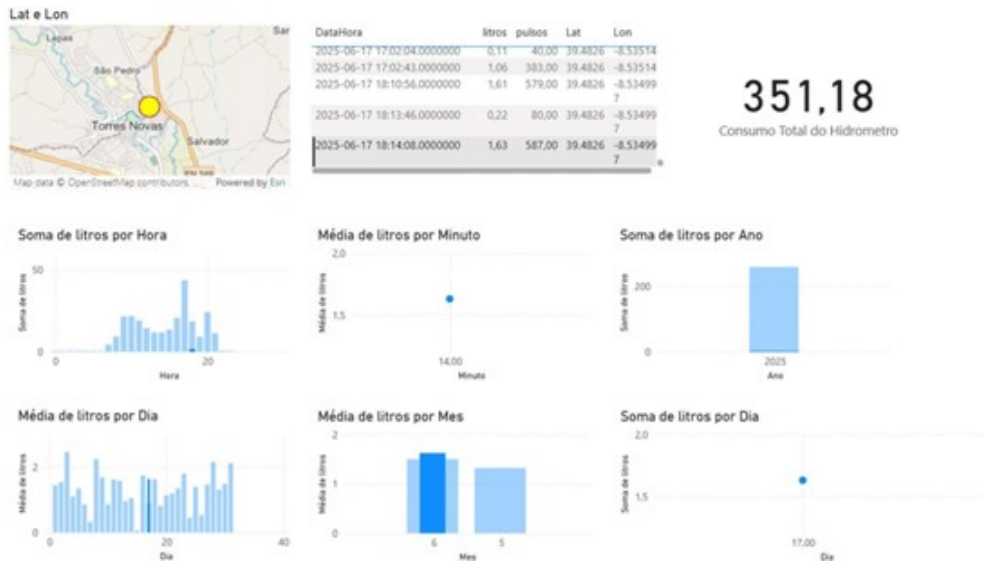 Lat e Lon
Lapas
Sar
São Pedro
Torres Novas
Salvador
EN 349
Map data © OpenStreetMap contributors, ... Powered by Esri
DataHora litros pulsos Lat Lon
2025-06-17 17:02:04.0000000 0,11 40,00 39.4826 -8.53514
2025-06-17 17:02:43.0000000 1,06 383,00 39.4826 -8.53514
2025-06-17 18:10:56.0000000 1,61 579,00 39.4826 -8.53499
7
2025-06-17 18:13:46.0000000 0,22 80,00 39.4826 -8.53499
7
2025-06-17 18:14:08.0000000 1,63 587,00 39.4826 -8.53499
7
351,18
Consumo Total do Hidrometro
Soma de litros por Hora
Soma de litros
50
0
0 20
Hora
Média de litros por Minuto
Média de litros
2,0
1,5
14,00
Minuto
Soma de litros por Ano
Soma de litros
200
0
2025
Ano
Média de litros por Dia
Média de litros
2
0
0 20 40
Dia
Média de litros por Mes
Média de litros
2
1
0
6 5
Mes
Soma de litros por Dia
Soma de litros
2,0
1,5
17,00
Dia